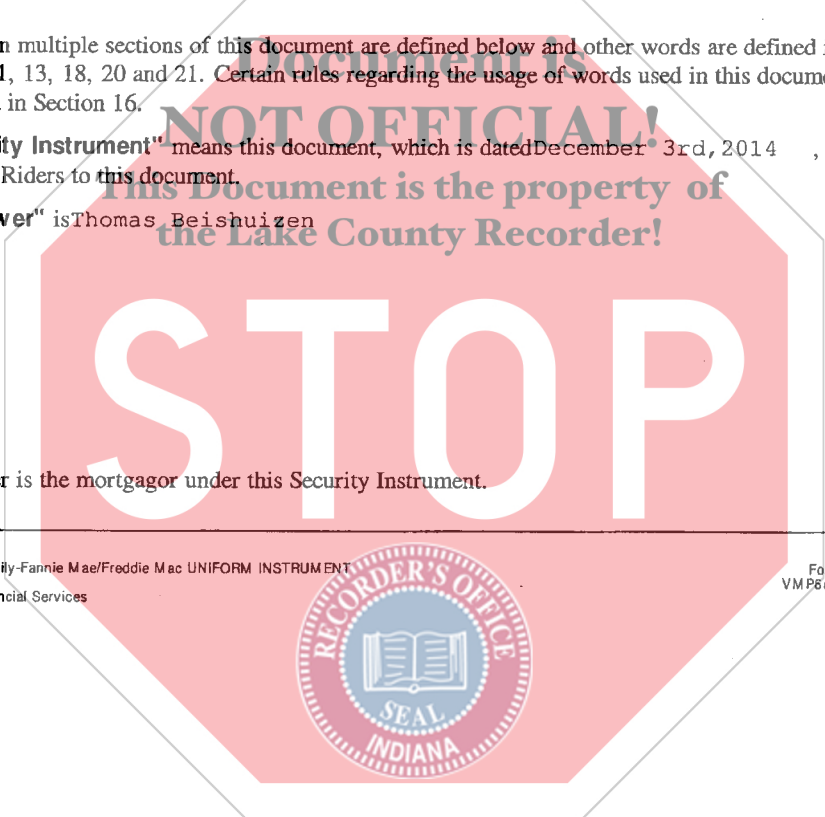 Document is
n multiple sections of this document are defined below and other words are defined
1, 13, 18, 20 and 21. Certain rules regarding the usage of words used in this docume
in Section 16.
NOT OFFICIAL!
ity Instrument" means this document, which is datedDecember 3rd,2014 ,
Riders to this document.
This Document is the property of
ver" isThomas Beishuizen
the Lake County Recorder!
STOP
r is the mortgagor under this Security Instrument.
ily-Fannie Mae/Freddie Mac UNIFORM INSTRUMENT
Fo
VMP6
ncial Services
RECORDER'S OFFICE
SEAL
INDIANA